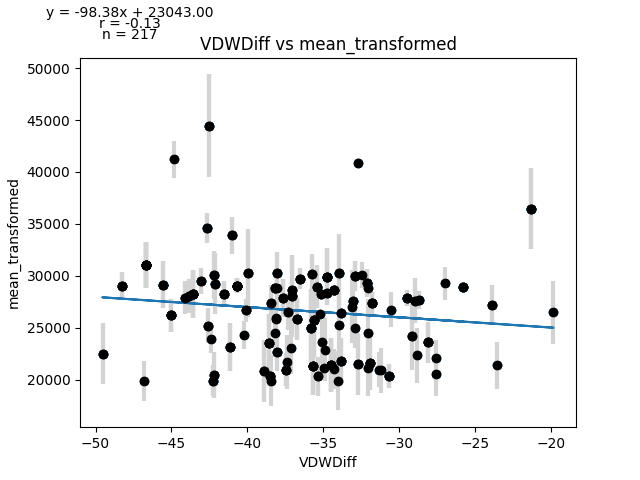 y = -98.38x + 23043.00
r = -0.13
n = 217
VDWDiff vs mean_transformed
50000
45000
40000
35000
30000
25000
20000
mean_transformed
−50 −45 −40 −35 −30 −25 −20
VDWDiff